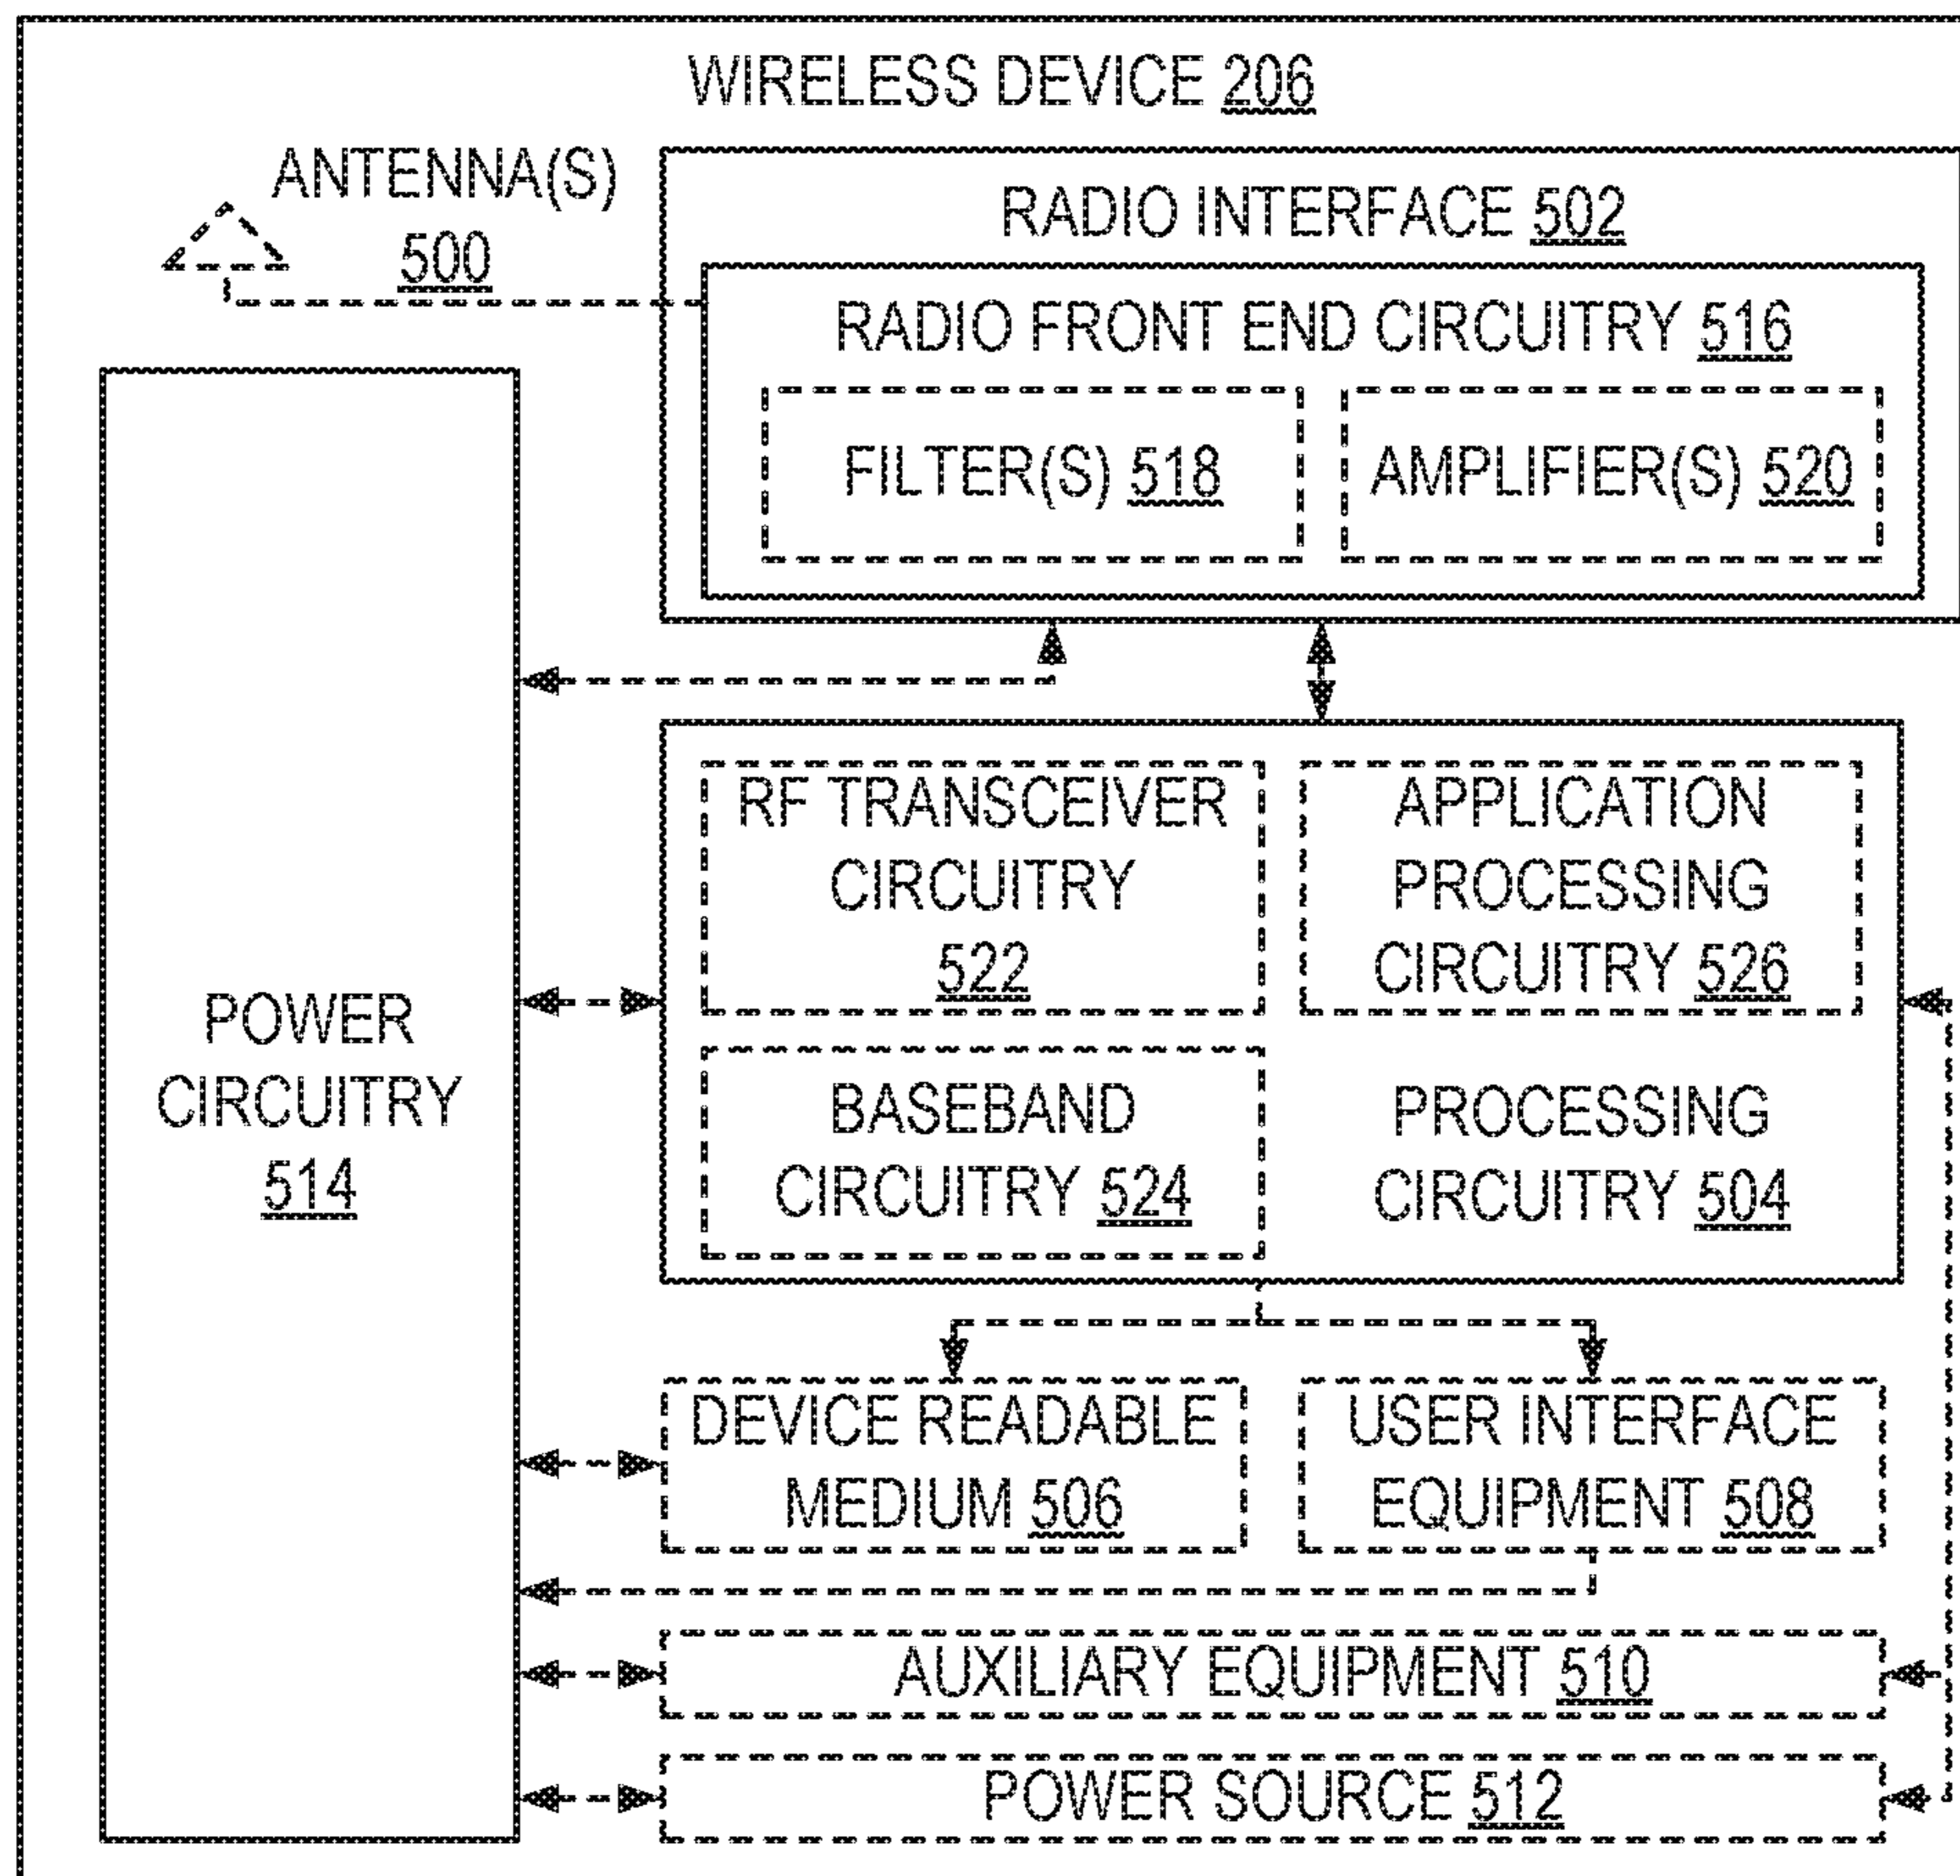 WIRELESS DEVICE 206
ANTENNA(S)
500
RADIO INTERFACE 502
RADIO FRONT END CIRCUITRY 516
FILTER(S) 518
AMPLIFIER(S) 520
POWER
CIRCUITRY
514
RF TRANSCEIVER
CIRCUITRY
522
APPLICATION
PROCESSING
CIRCUITRY 526
BASEBAND
CIRCUITRY 524
PROCESSING
CIRCUITRY 504
DEVICE READABLE
MEDIUM 506
USER INTERFACE
EQUIPMENT 508
AUXILIARY EQUIPMENT 510
POWER SOURCE 512